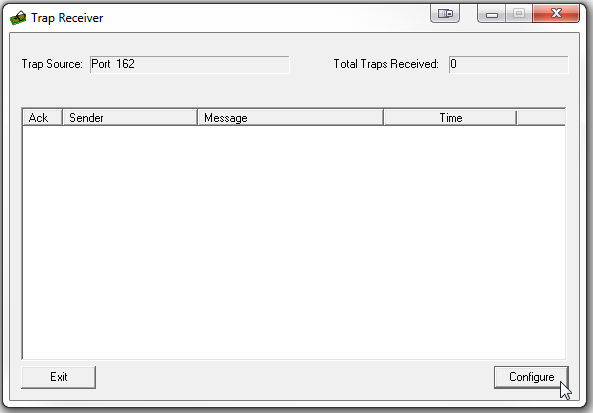 Trap Receiver
Trap Source: Port 162 Total Traps Received: 0
Ack Sender Message Time
Exit Configure